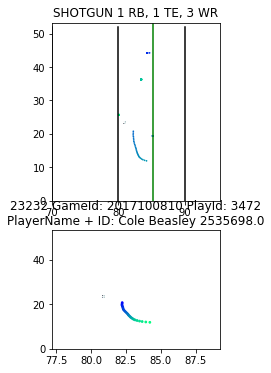 SHOTGUN 1 RB, 1 TE, 3 WR
50
40
30
20
10
0
70 80 90
23232 GameId: 2017100810 PlayId: 3472
PlayerName + ID: Cole Beasley 2535698.0
40
20
0
77.5 80.0 82.5 85.0 87.5